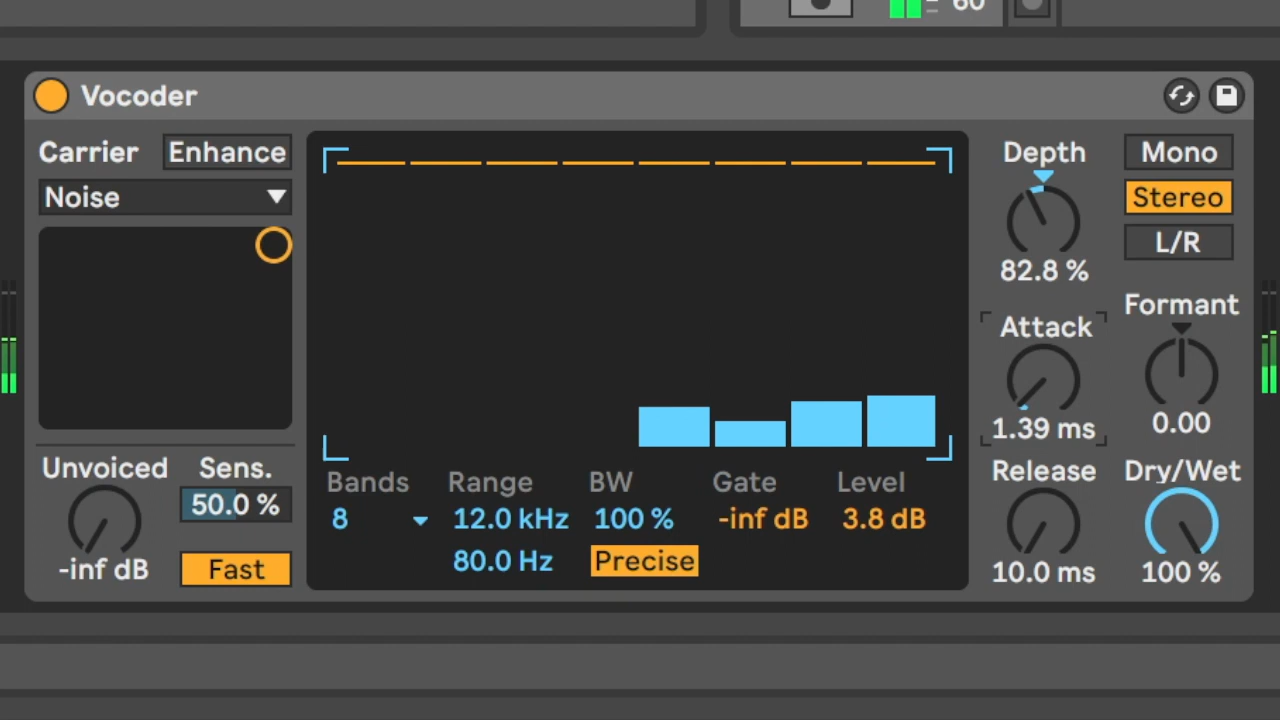 60
Vocoder
Carrier Enhance
Noise
Unvoiced Sens.
50.0 %
-inf dB Fast
Bands Range BW Gate Level
8 12.0 kHz 100 % -inf dB 3.8 dB
80.0 Hz Precise
Depth
82.8 %
Attack
1.39 ms
Release
10.0 ms
Mono
Stereo
L/R
Formant
0.00
Dry/Wet
100 %